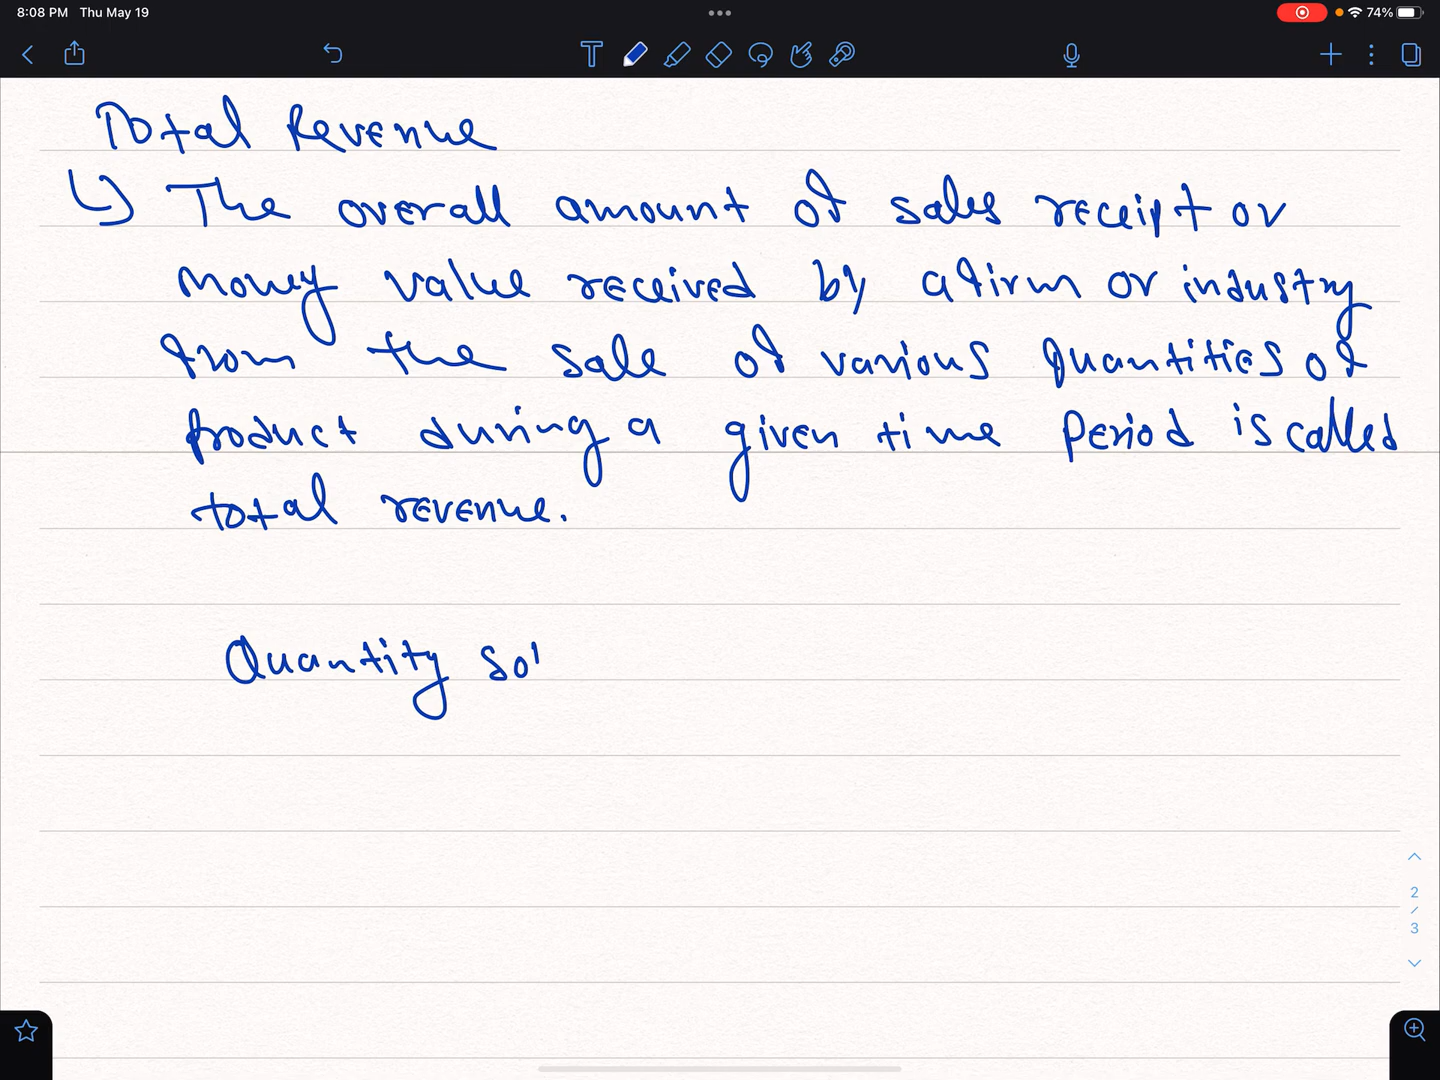 8:08 PM Thu May 19
74%
Total Revenue
↳ The overall amount of sales receipt or
money value received by a firm or industry
from the sale of various quantities of
product during a given time period is called
total revenue.
Quantity sol
2
/
3